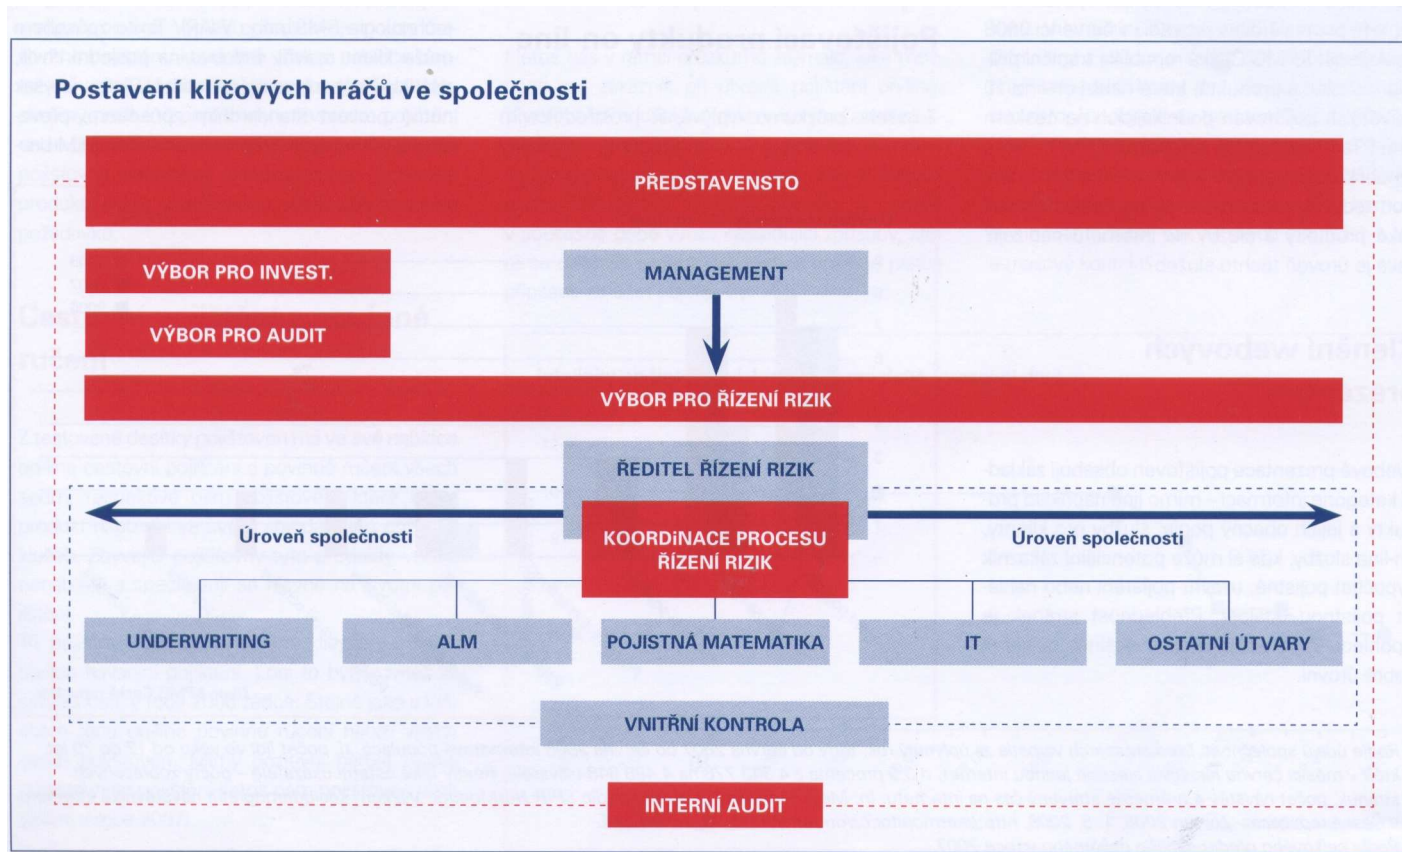 Postavení klíčových hráčů ve společnosti
PŘEDSTAVENSTO
VÝBOR PRO INVEST.
MANAGEMENT
VÝBOR PRO AUDIT
VÝBOR PRO ŘÍZENÍ RIZIK
ŘEDITEL ŘÍZENÍ RIZIK
KOORDiNACE PROCESU
ŘÍZENÍ RIZIK
Úroveň společnosti
Úroveň společnosti
UNDERWRITING
ALM
POJISTNÁ MATEMATIKA
IT
OSTATNÍ ÚTVARY
VNITŘNÍ KONTROLA
INTERNÍ AUDIT